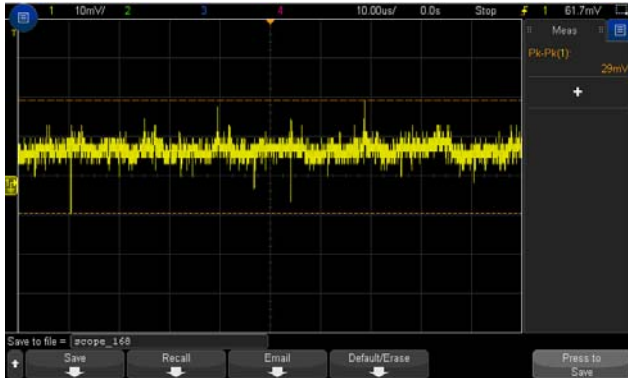 1 10mV/ 2 3 4 10.00us/ 0.0s Stop 1 61.7mV
Meas
Pk-Pk(1):
29mV
+
T
Save to file = scope_168
Save Recall Email Default/Erase Press to Save